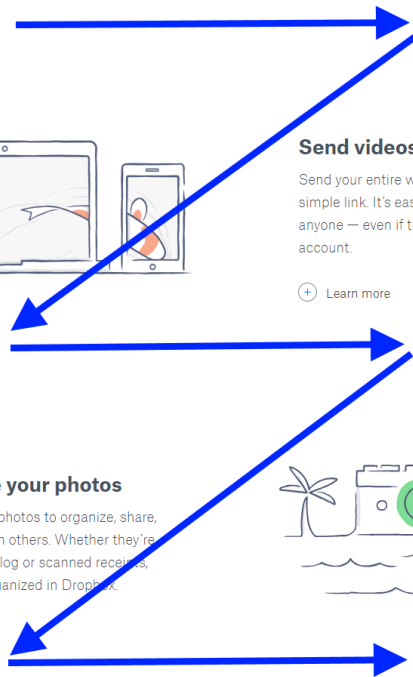 Send videos
Send your entire w
simple link. It's eas
anyone — even if t
account.
Learn more
your photos
photos to organize, share,
others. Whether they're
log or scanned receipts,
anized in Dropbox.